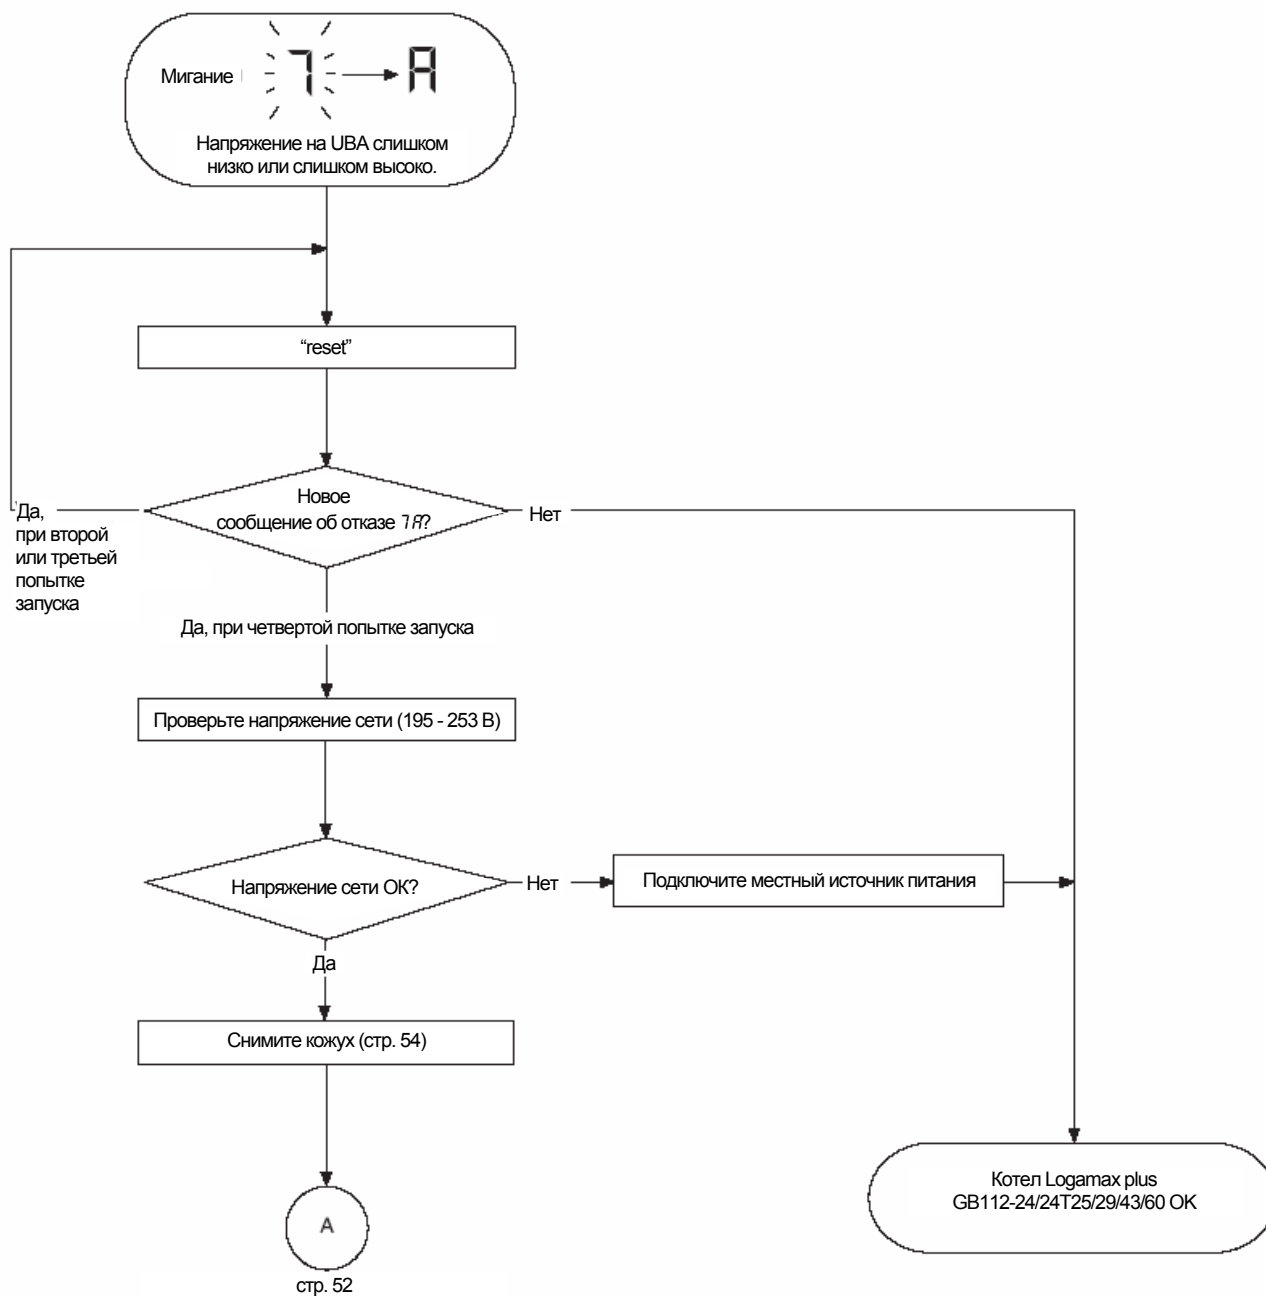 Мигание
7 A
Напряжение на UBA слишком
низко или слишком высоко.
“reset”
Новое
сообщение об отказе 7A?
Да,
при второй
или третьей
попытке
запуска
Нет
Да, при четвертой попытке запуска
Проверьте напряжение сети (195 - 253 В)
Напряжение сети ОК?
Нет
Подключите местный источник питания
Да
Снимите кожух (стр. 54)
A
стр. 52
Котел Logamax plus
GB112-24/24T25/29/43/60 OK